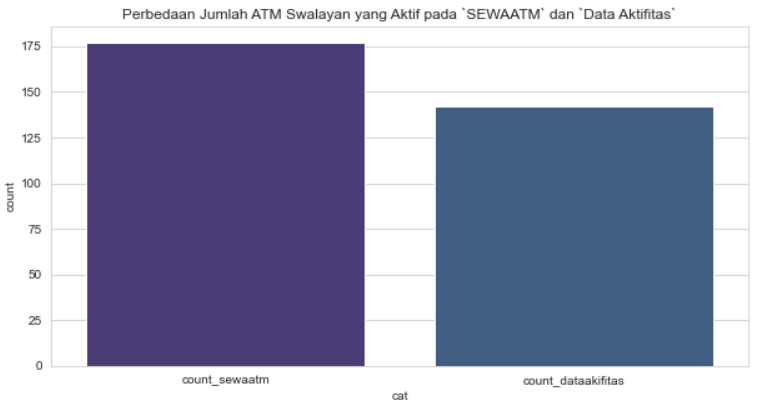 Perbedaan Jumlah ATM Swalayan yang Aktif pada `SEWAATM` dan `Data Aktifitas`
175
150
125
100
75
50
25
0
count
count_sewaatm
count_dataakifitas
cat